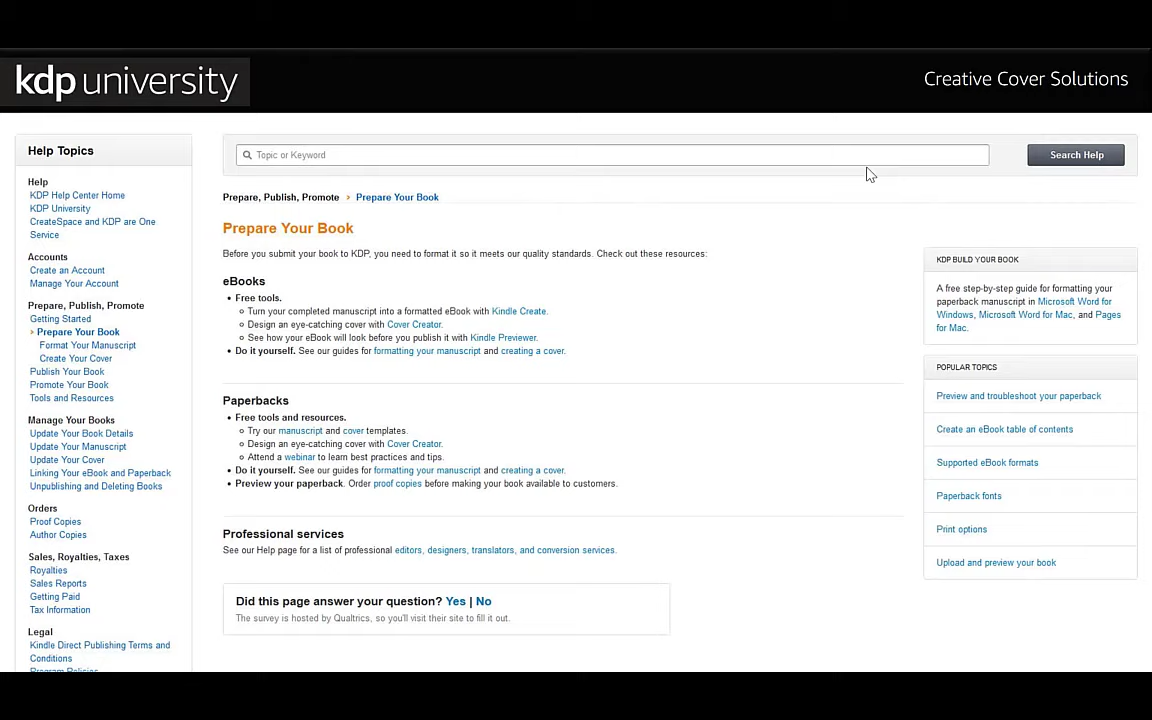 kdp university
Creative Cover Solutions
Help Topics
Help
KDP Help Center Home
KDP University
CreateSpace and KDP are One
Service
Accounts
Create an Account
Manage Your Account
Prepare, Publish, Promote
Getting Started
› Prepare Your Book
Format Your Manuscript
Create Your Cover
Publish Your Book
Promote Your Book
Tools and Resources
Manage Your Books
Update Your Book Details
Update Your Manuscript
Update Your Cover
Linking Your eBook and Paperback
Unpublishing and Deleting Books
Orders
Proof Copies
Author Copies
Sales, Royalties, Taxes
Royalties
Sales Reports
Getting Paid
Tax Information
Legal
Kindle Direct Publishing Terms and
Conditions
Program Policies
Topic or Keyword
Search Help
Prepare, Publish, Promote › Prepare Your Book
Prepare Your Book
Before you submit your book to KDP, you need to format it so it meets our quality standards. Check out these resources:
eBooks
• Free tools.
Turn your completed manuscript into a formatted eBook with Kindle Create.
Design an eye-catching cover with Cover Creator.
See how your eBook will look before you publish it with Kindle Previewer.
• Do it yourself. See our guides for formatting your manuscript and creating a cover.
Paperbacks
• Free tools and resources.
Try our manuscript and cover templates.
Design an eye-catching cover with Cover Creator.
Attend a webinar to learn best practices and tips.
• Do it yourself. See our guides for formatting your manuscript and creating a cover.
• Preview your paperback. Order proof copies before making your book available to customers.
Professional services
See our Help page for a list of professional editors, designers, translators, and conversion services.
Did this page answer your question? Yes | No
The survey is hosted by Qualtrics, so you'll visit their site to fill it out.
KDP BUILD YOUR BOOK
A free step-by-step guide for formatting your
paperback manuscript in Microsoft Word for
Windows, Microsoft Word for Mac, and Pages
for Mac.
POPULAR TOPICS
Preview and troubleshoot your paperback
Create an eBook table of contents
Supported eBook formats
Paperback fonts
Print options
Upload and preview your book